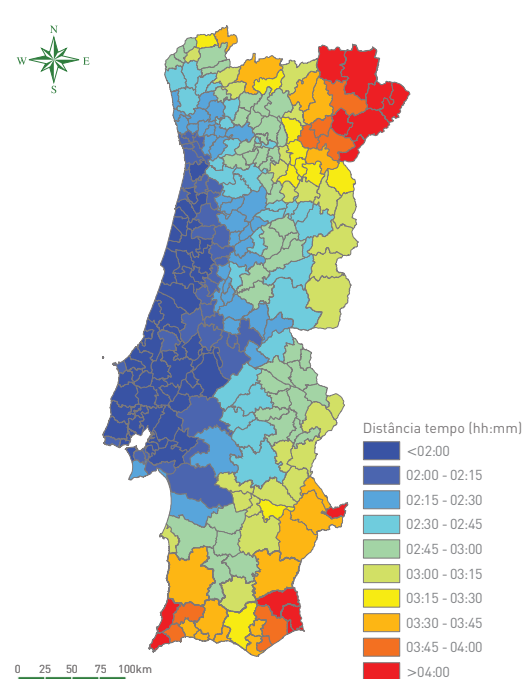 N
W E
S
Distância tempo (hh:mm)
<02:00
02:00 - 02:15
02:15 - 02:30
02:30 - 02:45
02:45 - 03:00
03:00 - 03:15
03:15 - 03:30
03:30 - 03:45
03:45 - 04:00
>04:00
0 25 50 75 100km